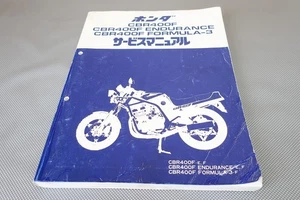 ホンダ
CBR400F
CBR400F ENDURANCE
CBR400F FORMULA-3
サービスマニュアル
CBR400F E,F
CBR400F ENDURANCE-E,F
CBR400F FORMULA-3-F